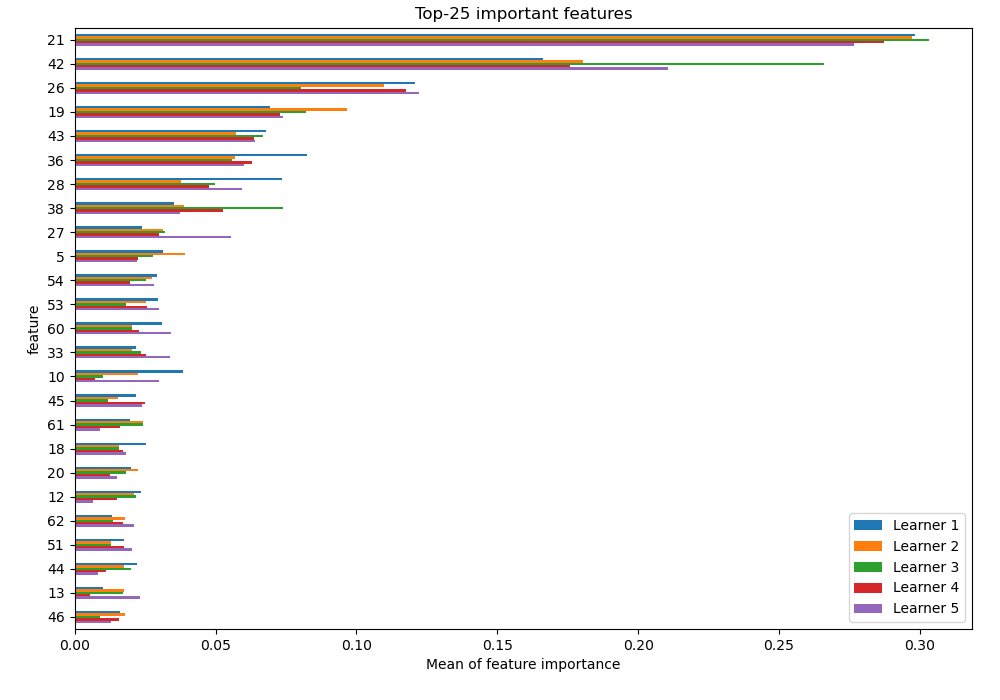 Top-25 important features
feature
21
42
26
19
43
36
28
38
27
5
54
53
60
33
10
45
61
18
20
12
62
51
44
13
46
Learner 1
Learner 2
Learner 3
Learner 4
Learner 5
0.00 0.05 0.10 0.15 0.20 0.25 0.30
Mean of feature importance